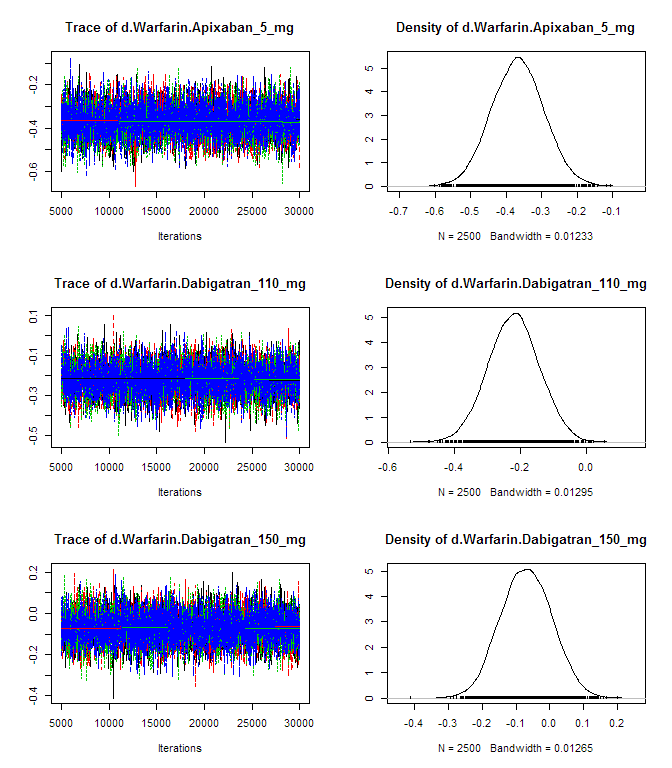 Trace of d.Warfarin.Apixaban_5_mg
-0.2
-0.4
-0.6
5000 10000 15000 20000 25000 30000
Iterations
Density of d.Warfarin.Apixaban_5_mg
5
4
3
2
1
0
-0.7 -0.6 -0.5 -0.4 -0.3 -0.2 -0.1
N = 2500 Bandwidth = 0.01233
Trace of d.Warfarin.Dabigatran_110_mg
0.1
-0.1
-0.3
-0.5
5000 10000 15000 20000 25000 30000
Iterations
Density of d.Warfarin.Dabigatran_110_mg
5
4
3
2
1
0
-0.6 -0.4 -0.2 0.0
N = 2500 Bandwidth = 0.01295
Trace of d.Warfarin.Dabigatran_150_mg
0.2
0.0
-0.2
-0.4
5000 10000 15000 20000 25000 30000
Iterations
Density of d.Warfarin.Dabigatran_150_mg
5
4
3
2
1
0
-0.4 -0.3 -0.2 -0.1 0.0 0.1 0.2
N = 2500 Bandwidth = 0.01265